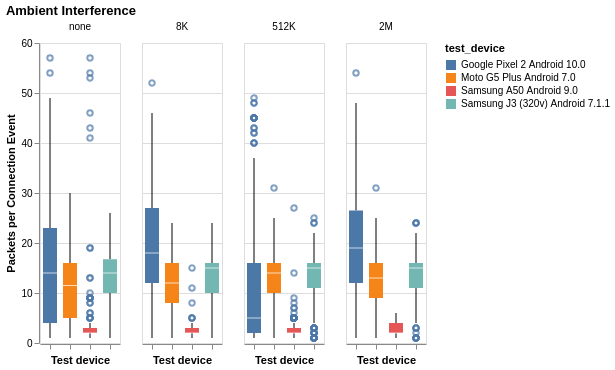 Ambient Interference
none 8K 512K 2M
test_device
Google Pixel 2 Android 10.0
Moto G5 Plus Android 7.0
Samsung A50 Android 9.0
Samsung J3 (320v) Android 7.1.1
Packets per Connection Event
60
50
40
30
20
10
0
Test device Test device Test device Test device